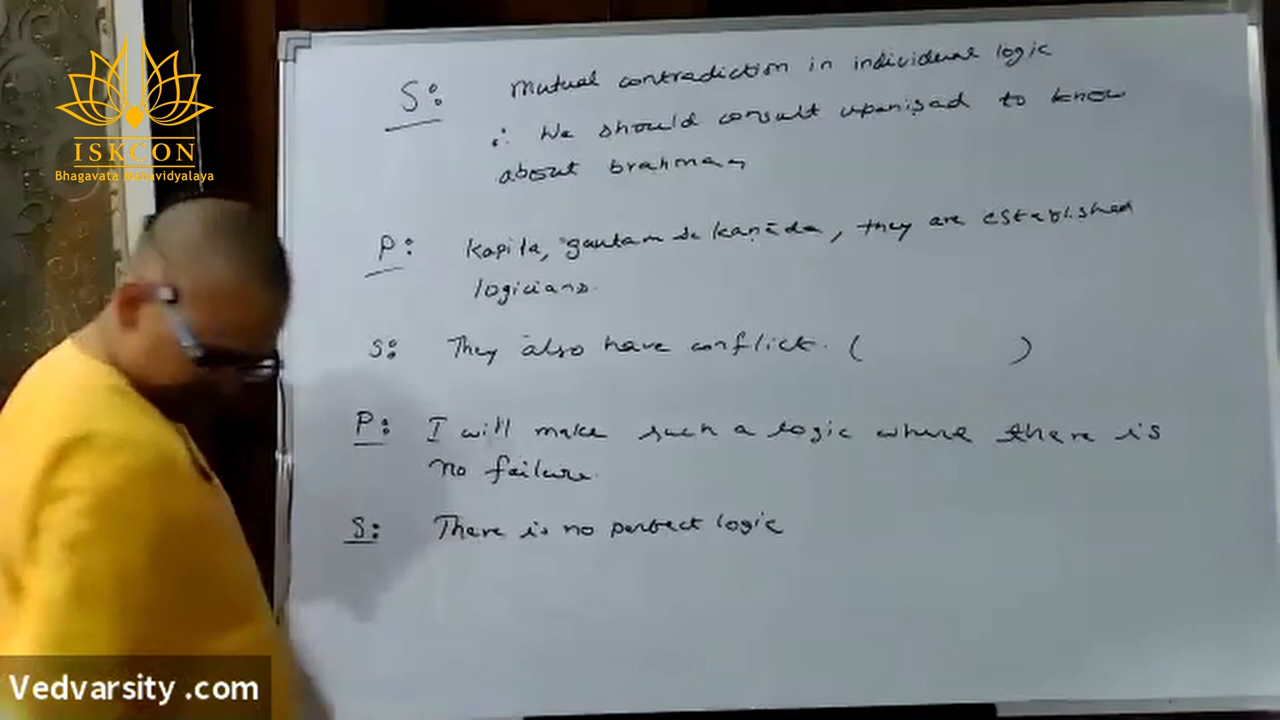 ISKCON
Bhagavata Mahavidyalaya
S: Mutual contradiction in individual logic
∴ We should consult upaniṣad to know
about brahman
P: Kapila, gautam & kaṇāda, they are established
logicians.
S: They also have conflict. ( )
P: I will make such a logic where there is
no failure.
S: There is no perfect logic
Vedvarsity .com